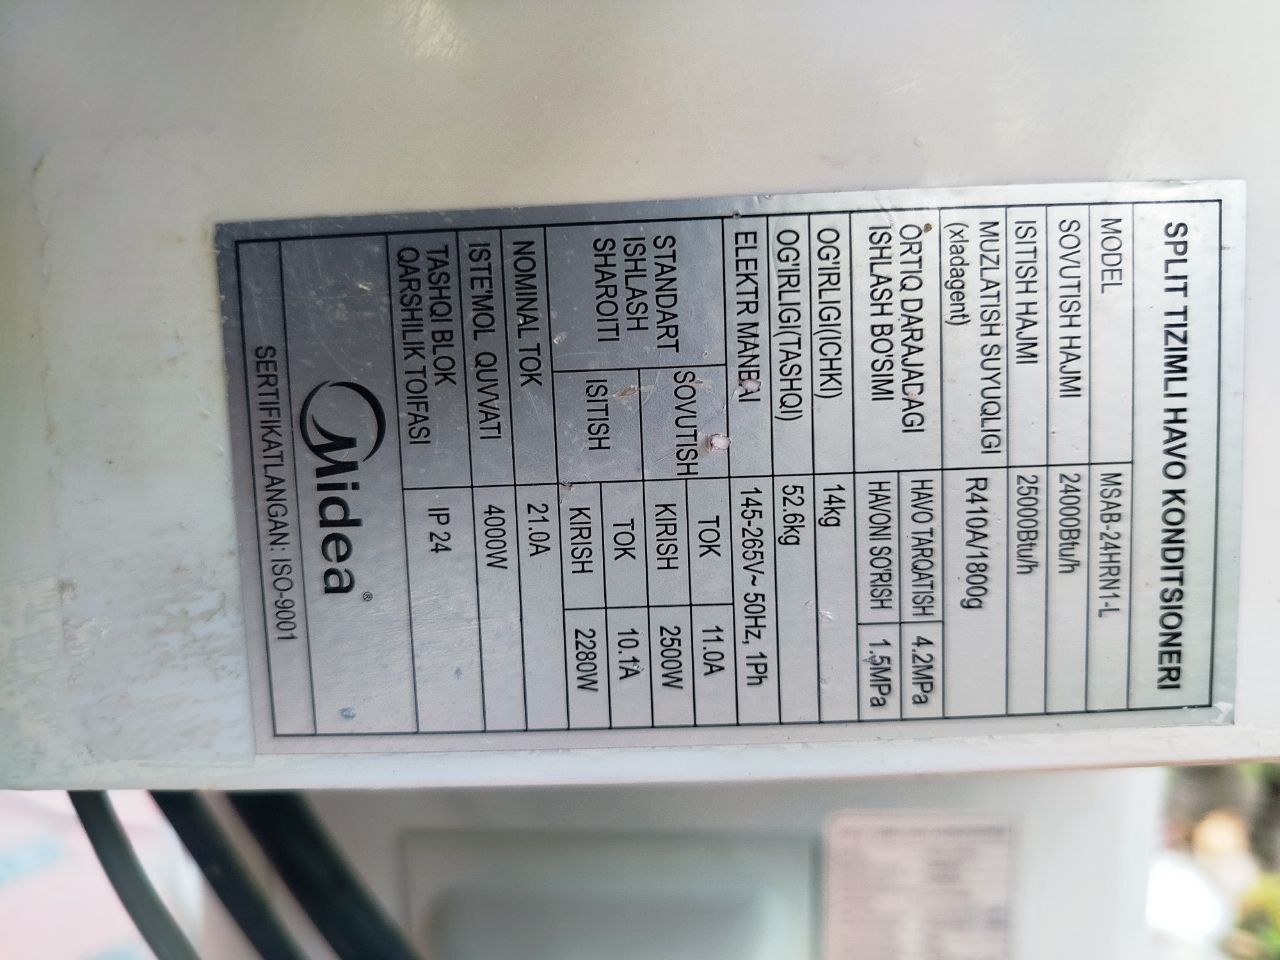 SPLIT TIZIMLI HAVO KONDITSIONERI
MODEL MSAB-24HRN1-L
SOVUTISH HAJMI 24000Btu/h
ISITISH HAJMI 25000Btu/h
MUZLATISH SUYUQLIGI R410A/1800g
(xladagent)
ORTIQ DARAJADAGI HAVO TARQATISH 4.2MPa
ISHLASH BO'SIMI HAVONI SO'RISH 1.5MPa
OG'IRLIGI(ICHKI) 14kg
OG'IRLIGI(TASHQI) 52.6kg
ELEKTR MANBAI 145-265V~ 50Hz, 1Ph
STANDART SOVUTISH TOK 11.0A
ISHLASH KIRISH 2500W
SHAROITI ISITISH TOK 10.1A
KIRISH 2280W
NOMINAL TOK 21.0A
ISTE'MOL QUVVATI 4000W
TASHQI BLOK IP 24
QARSHILIK TOIFASI
Midea®
SERTIFIKATLANGAN: ISO-9001